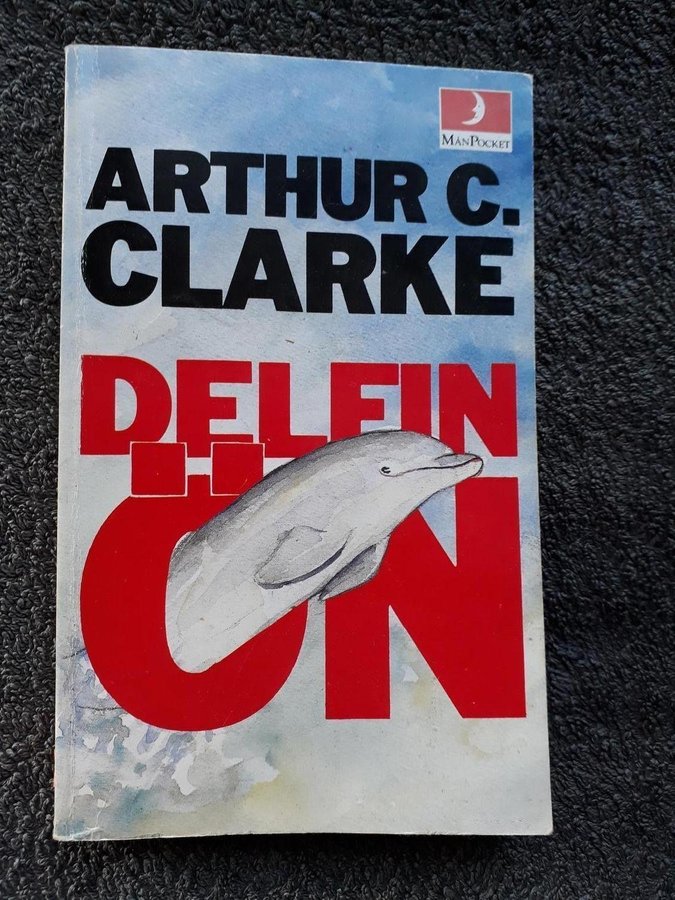 MÅNPOCKET
ARTHUR C.
CLARKE
DELFIN
ÖN